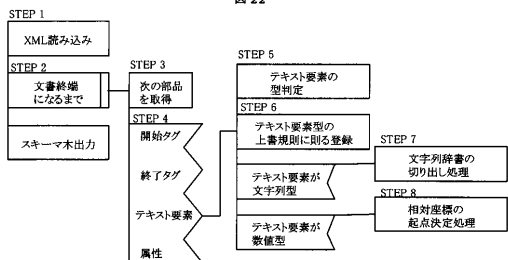 図22
STEP 1
XML読み込み
STEP 2
文書終端
になるまで
スキーマ木出力
STEP 3
次の部品
を取得
STEP 4
開始タグ
終了タグ
テキスト要素
属性
STEP 5
テキスト要素の
型判定
STEP 6
テキスト要素型の
上書規則に則る登録
テキスト要素が
文字列型
テキスト要素が
数値型
STEP 7
文字列辞書の
切り出し処理
STEP 8
相対座標の
起点決定処理